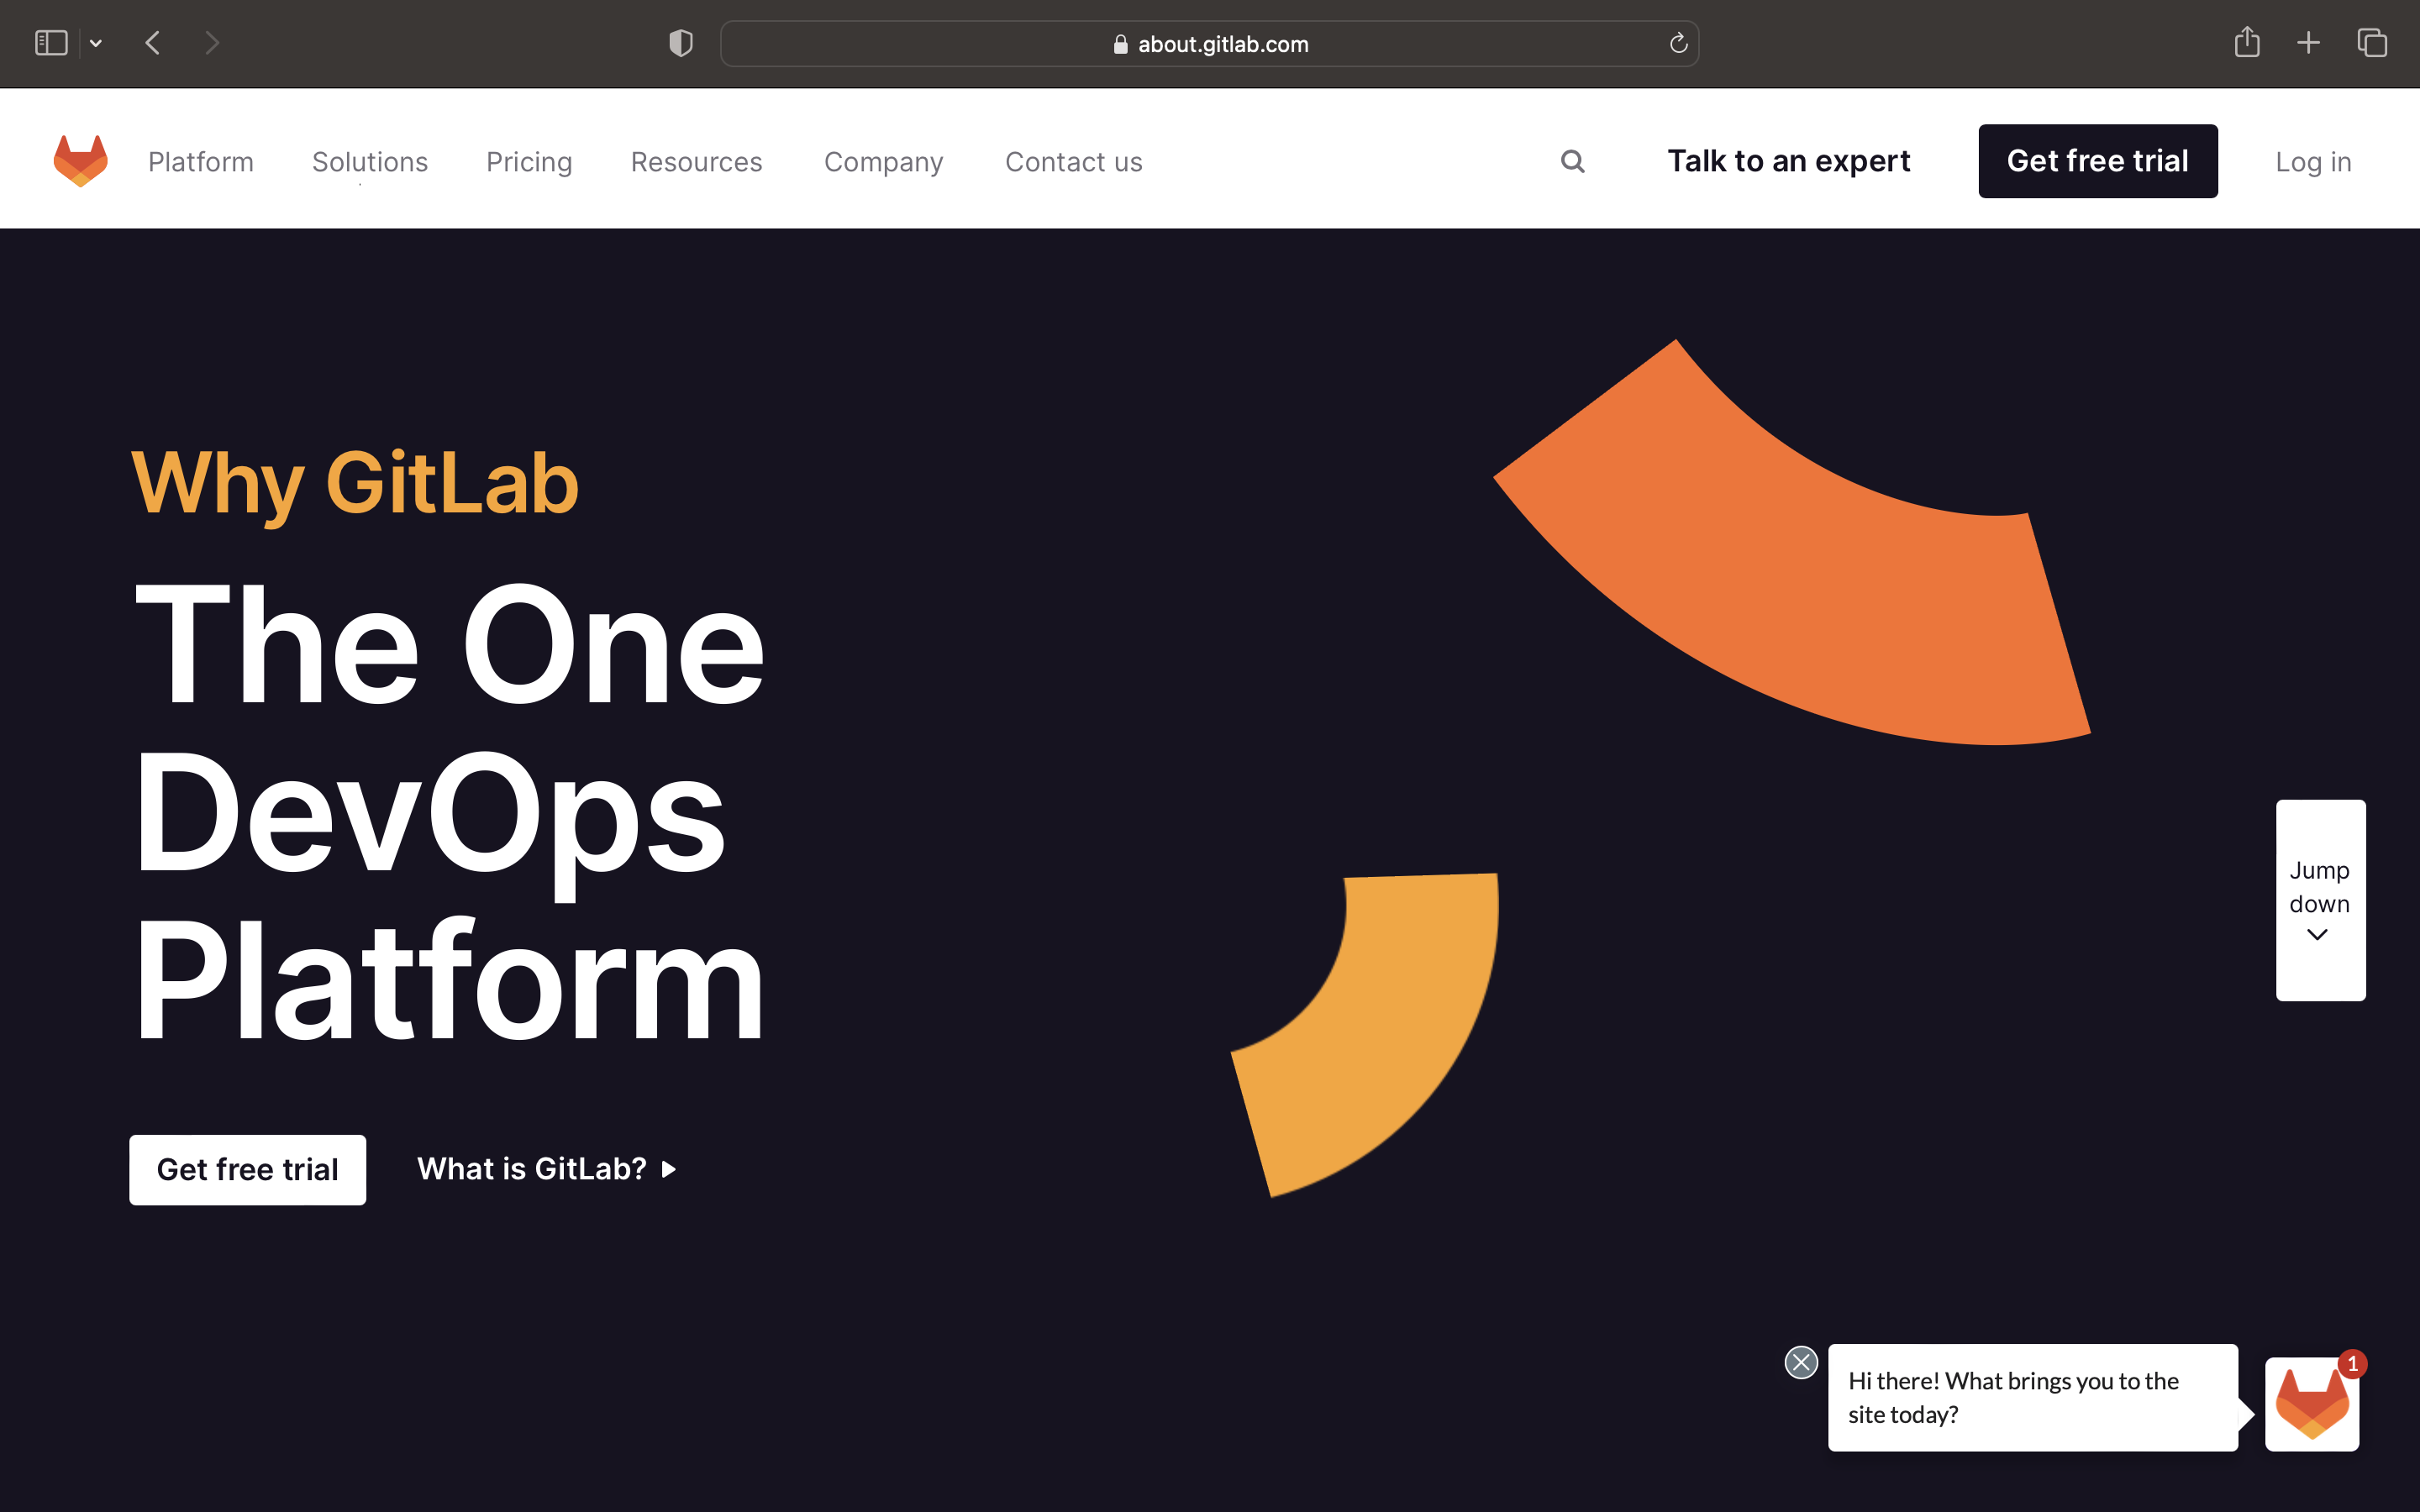 about.gitlab.com
Platform
Solutions
Pricing
Resources
Company
Contact us
Talk to an expert
Get free trial
Log in
Why GitLab
The One
DevOps
Platform
Get free trial
What is GitLab?
Jump
down
Hi there! What brings you to the
site today?
1